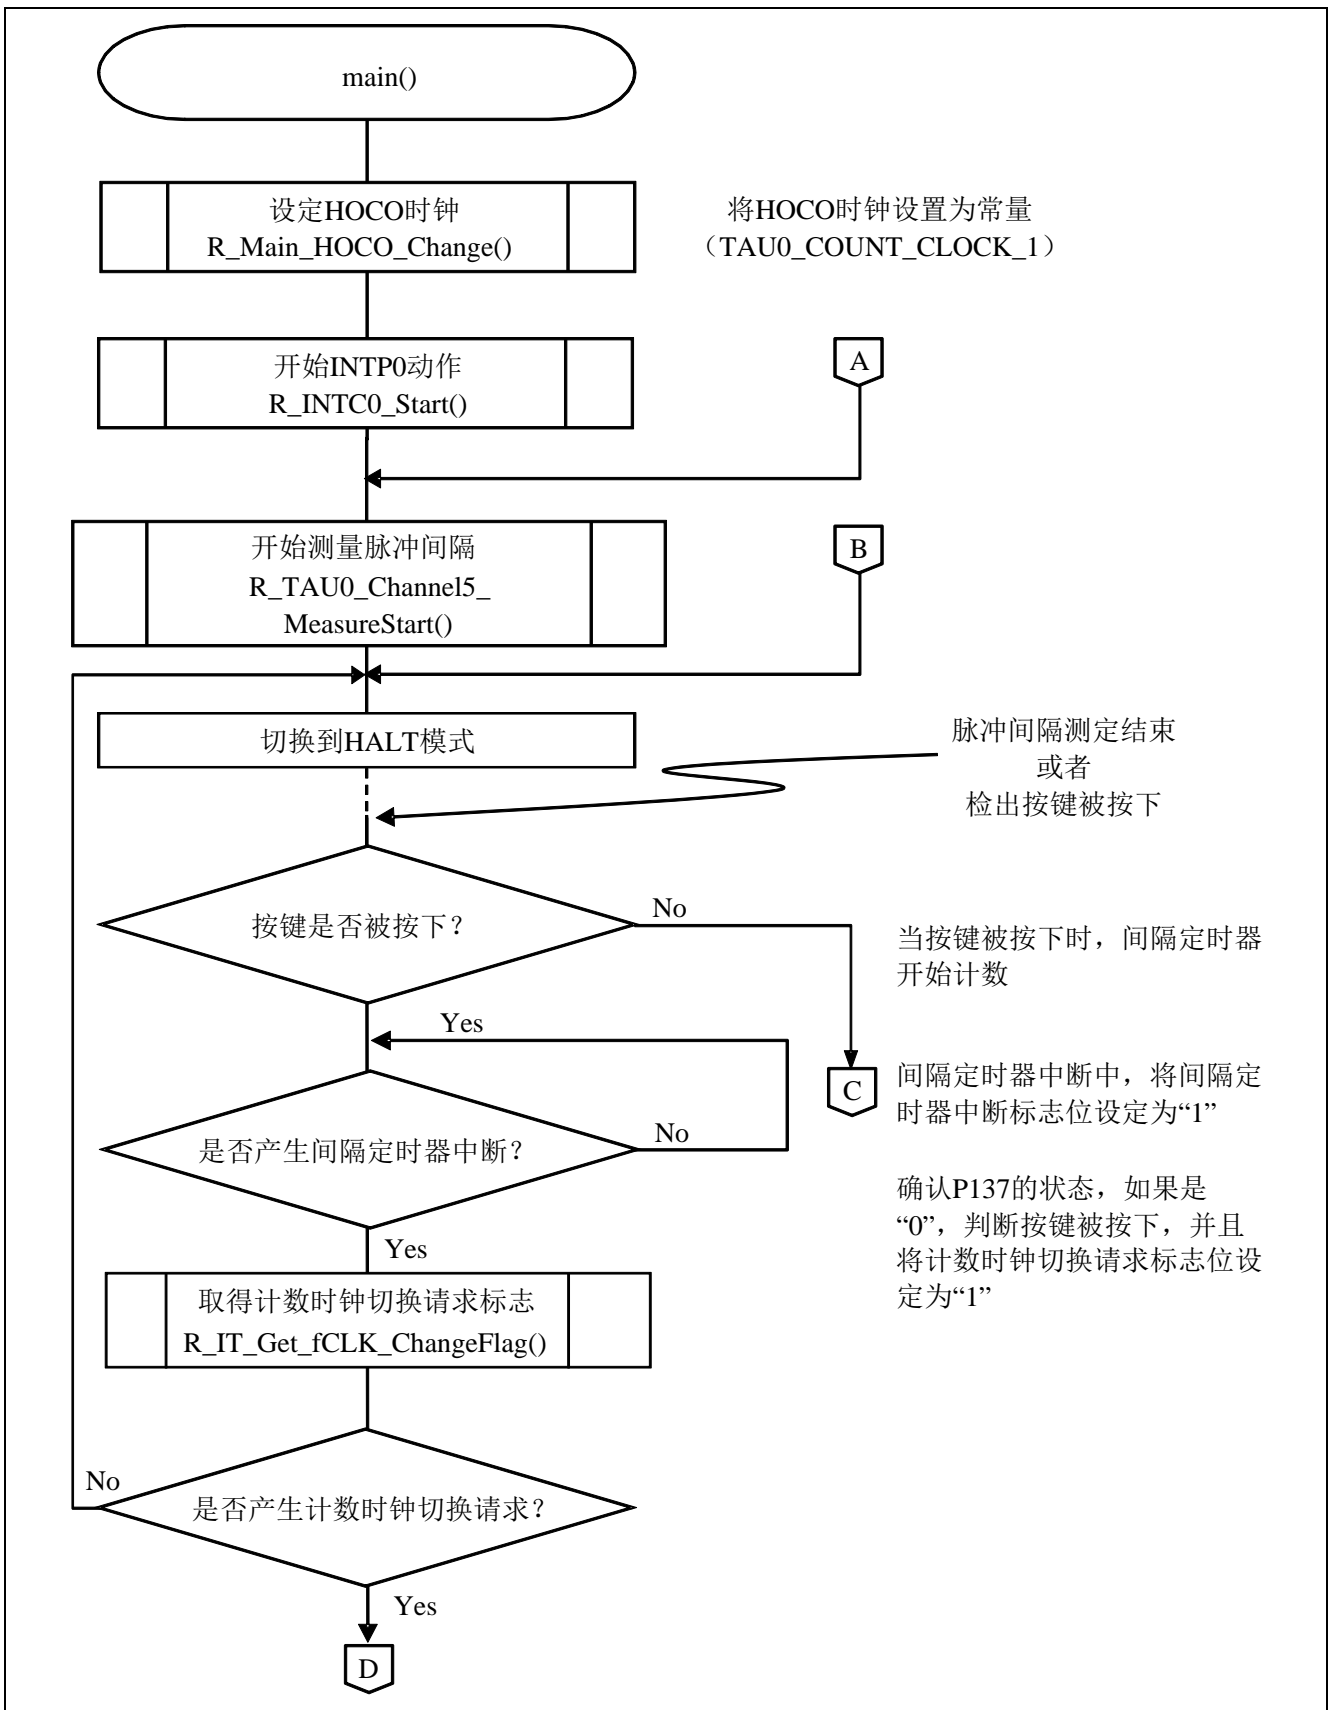 main()
设定HOCO时钟
R_Main_HOCO_Change()
将HOCO时钟设置为常量
（TAU0_COUNT_CLOCK_1）
开始INTP0动作
R_INTC0_Start()
A
开始测量脉冲间隔
R_TAU0_Channel5_
MeasureStart()
B
切换到HALT模式
脉冲间隔测定结束
或者
检出按键被按下
按键是否被按下？
No
当按键被按下时，间隔定时器
开始计数
Yes
C
间隔定时器中断中，将间隔定
时器中断标志位设定为“1”
是否产生间隔定时器中断？
No
确认P137的状态，如果是
“0”，判断按键被按下，并且
将计数时钟切换请求标志位设
定为“1”
Yes
取得计数时钟切换请求标志
R_IT_Get_fCLK_ChangeFlag()
No
是否产生计数时钟切换请求？
Yes
D